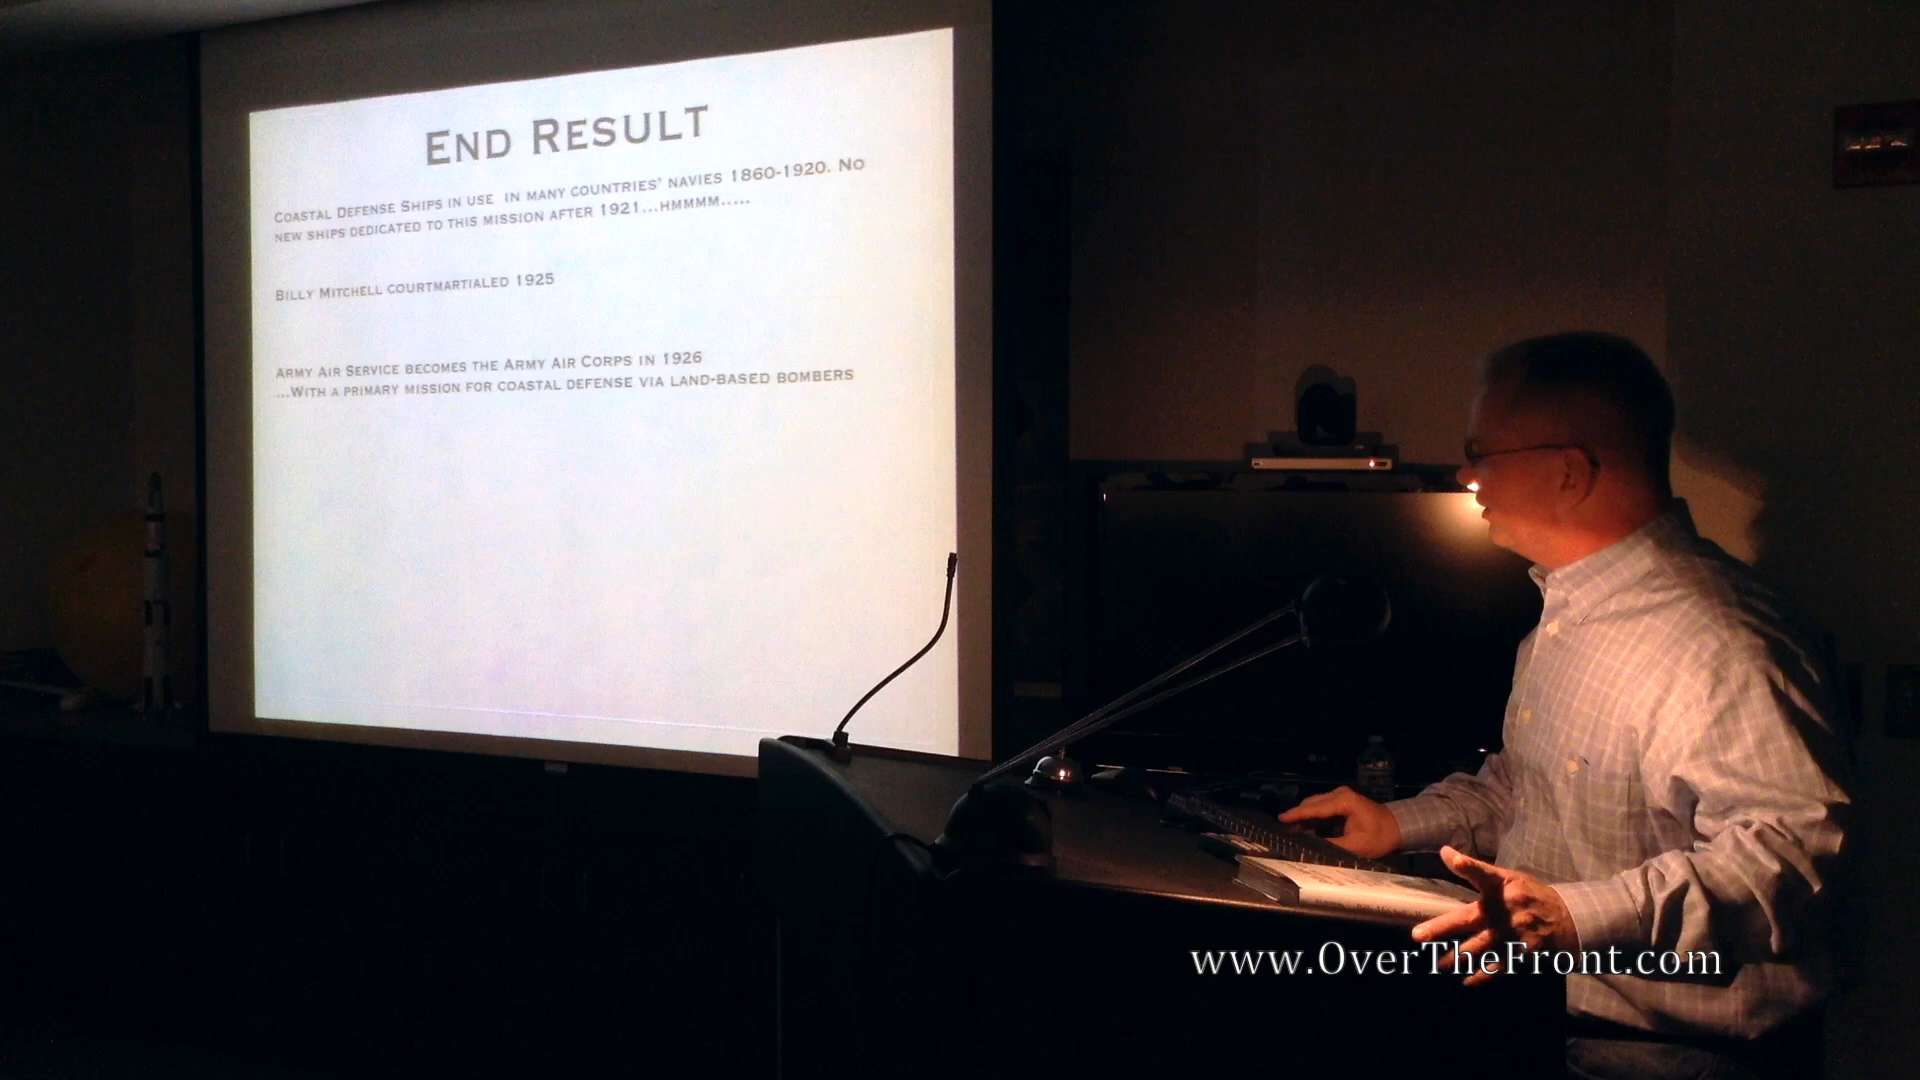 END RESULT
COASTAL DEFENSE SHIPS IN USE IN MANY COUNTRIES' NAVIES 1860-1920. NO
NEW SHIPS DEDICATED TO THIS MISSION AFTER 1921...HMMMM.....
BILLY MITCHELL COURTMARTIALED 1925
ARMY AIR SERVICE BECOMES THE ARMY AIR CORPS IN 1926
...WITH A PRIMARY MISSION FOR COASTAL DEFENSE VIA LAND-BASED BOMBERS
www.OverTheFront.com